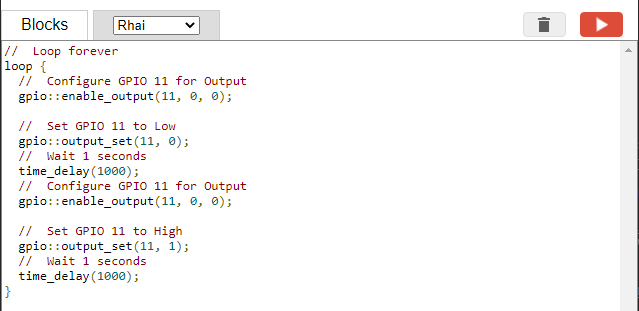 Blocks Rhai
//  Loop forever
loop {
  //  Configure GPIO 11 for Output
  gpio::enable_output(11, 0, 0);

  //  Set GPIO 11 to Low
  gpio::output_set(11, 0);
  //  Wait 1 seconds
  time_delay(1000);
  //  Configure GPIO 11 for Output
  gpio::enable_output(11, 0, 0);

  //  Set GPIO 11 to High
  gpio::output_set(11, 1);
  //  Wait 1 seconds
  time_delay(1000);
}